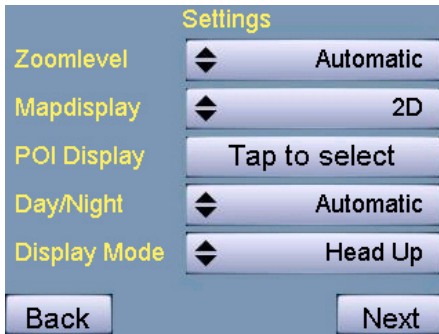 Settings
Zoomlevel Automatic
Mapdisplay 2D
POI Display Tap to select
Day/Night Automatic
Display Mode Head Up
Back Next